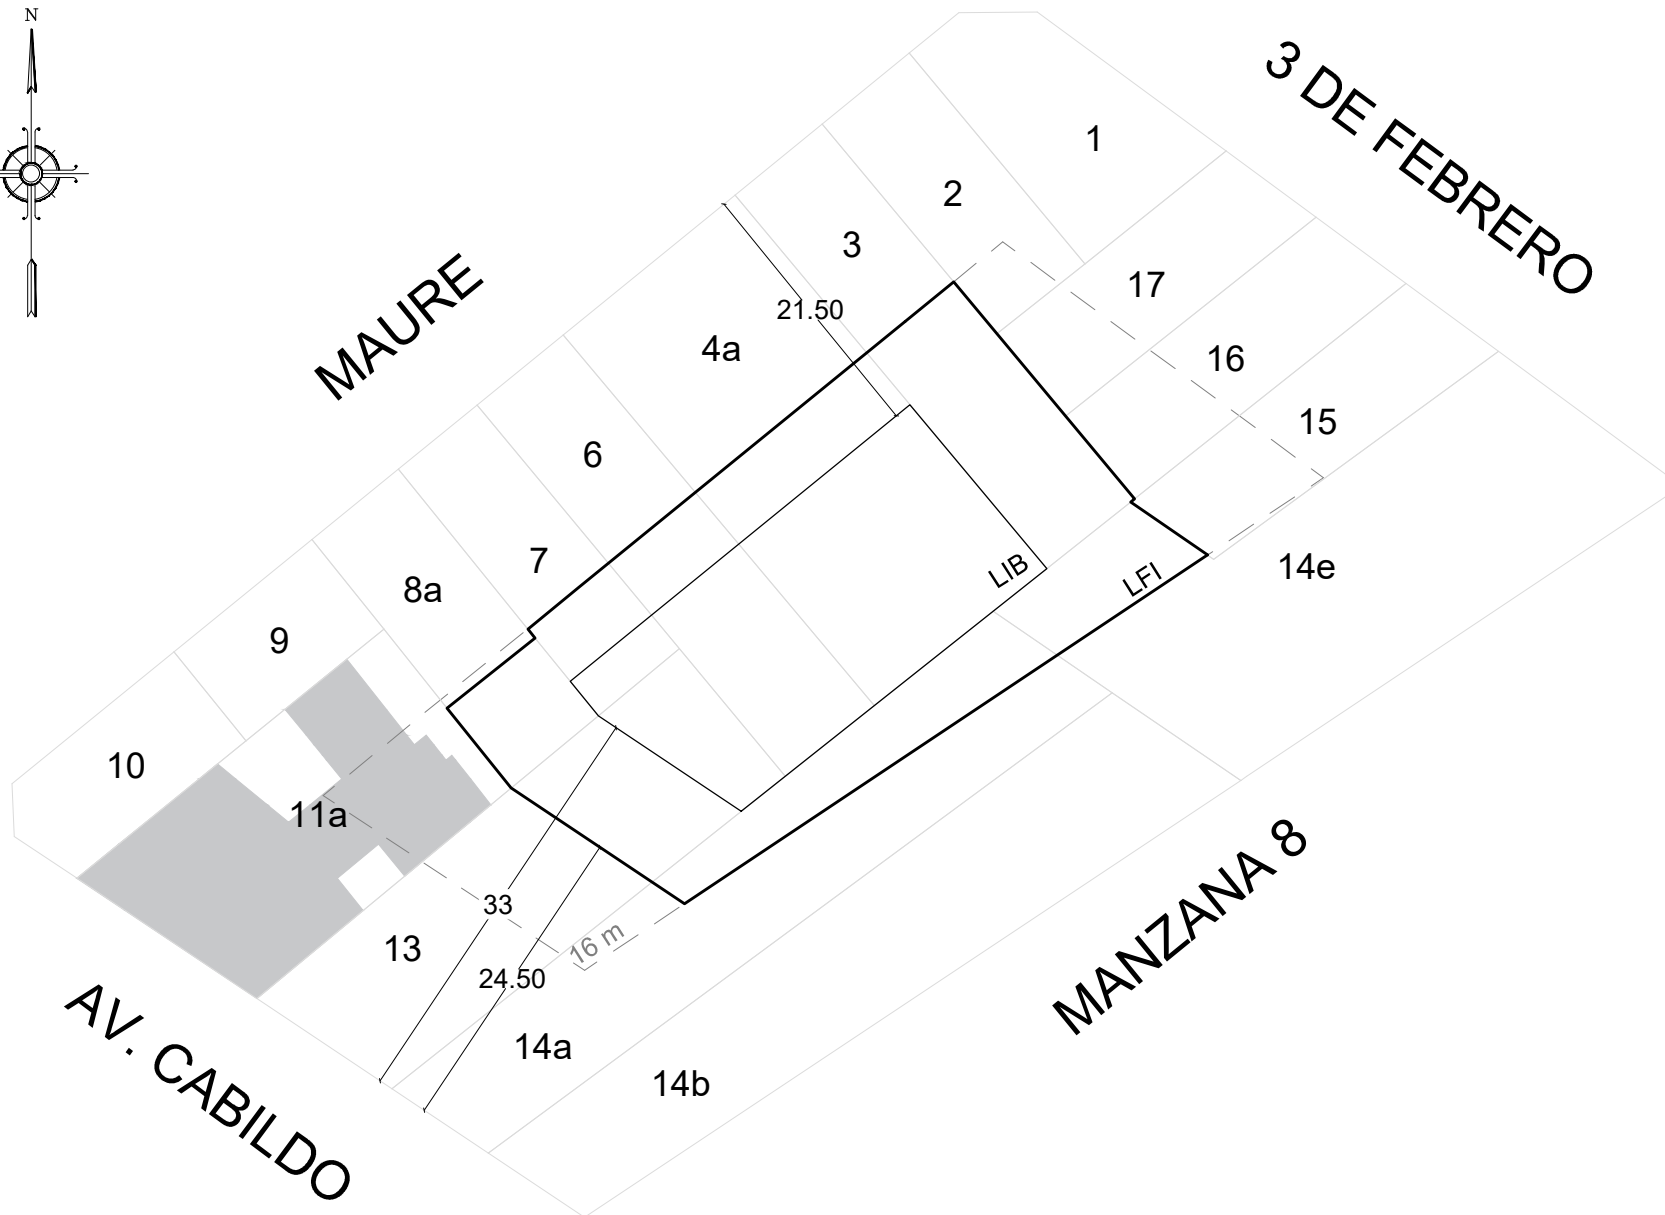 N
3 DE FEBRERO
1
2
3
17
MAURE
21.50
4a
16
15
6
7
LIB
LFI
14e
8a
9
10
11a
33
13
16 m
24.50
14a
14b
MANZANA 8
AV. CABILDO